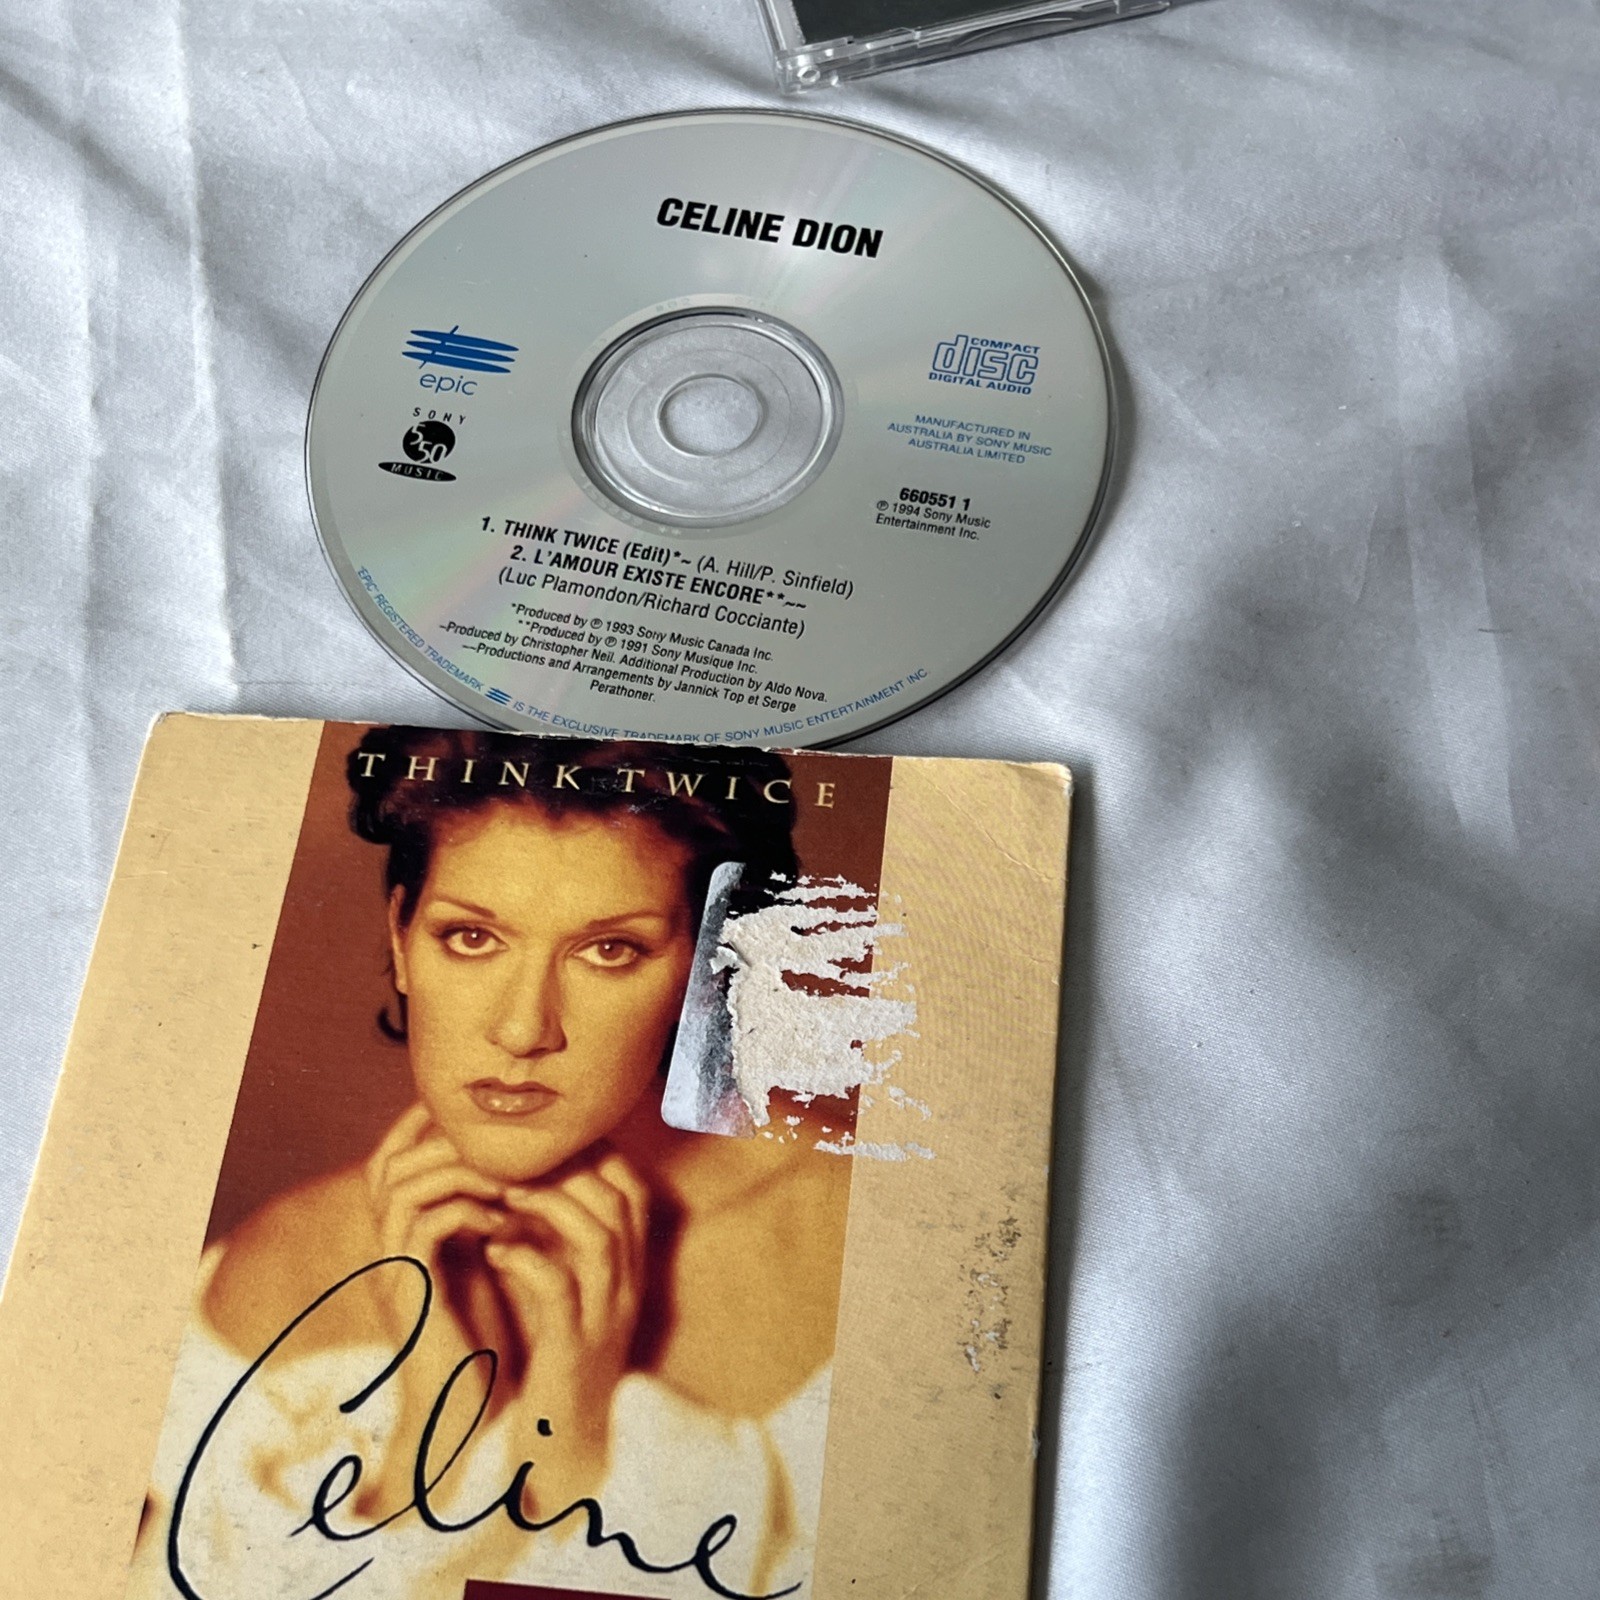 CELINE DION
epic
SONY
550
MUSIC
COMPACT
disc
DIGITAL AUDIO
MANUFACTURED IN
AUSTRALIA BY SONY MUSIC
AUSTRALIA LIMITED
660551 1
℗ 1994 Sony Music
Entertainment Inc.
1. THINK TWICE (Edit)*~ (A. Hill/P. Sinfield)
2. L'AMOUR EXISTE ENCORE**~~
(Luc Plamondon/Richard Cocciante)
*Produced by ℗ 1993 Sony Music Canada Inc.
**Produced by ℗ 1991 Sony Musique Inc.
~Produced by Christopher Neil. Additional Production by Aldo Nova.
~~Productions and Arrangements by Jannick Top et Serge
Perathoner.
"EPIC" REGISTERED TRADEMARK IS THE EXCLUSIVE TRADEMARK OF SONY MUSIC ENTERTAINMENT INC
THINK TWICE
Celine